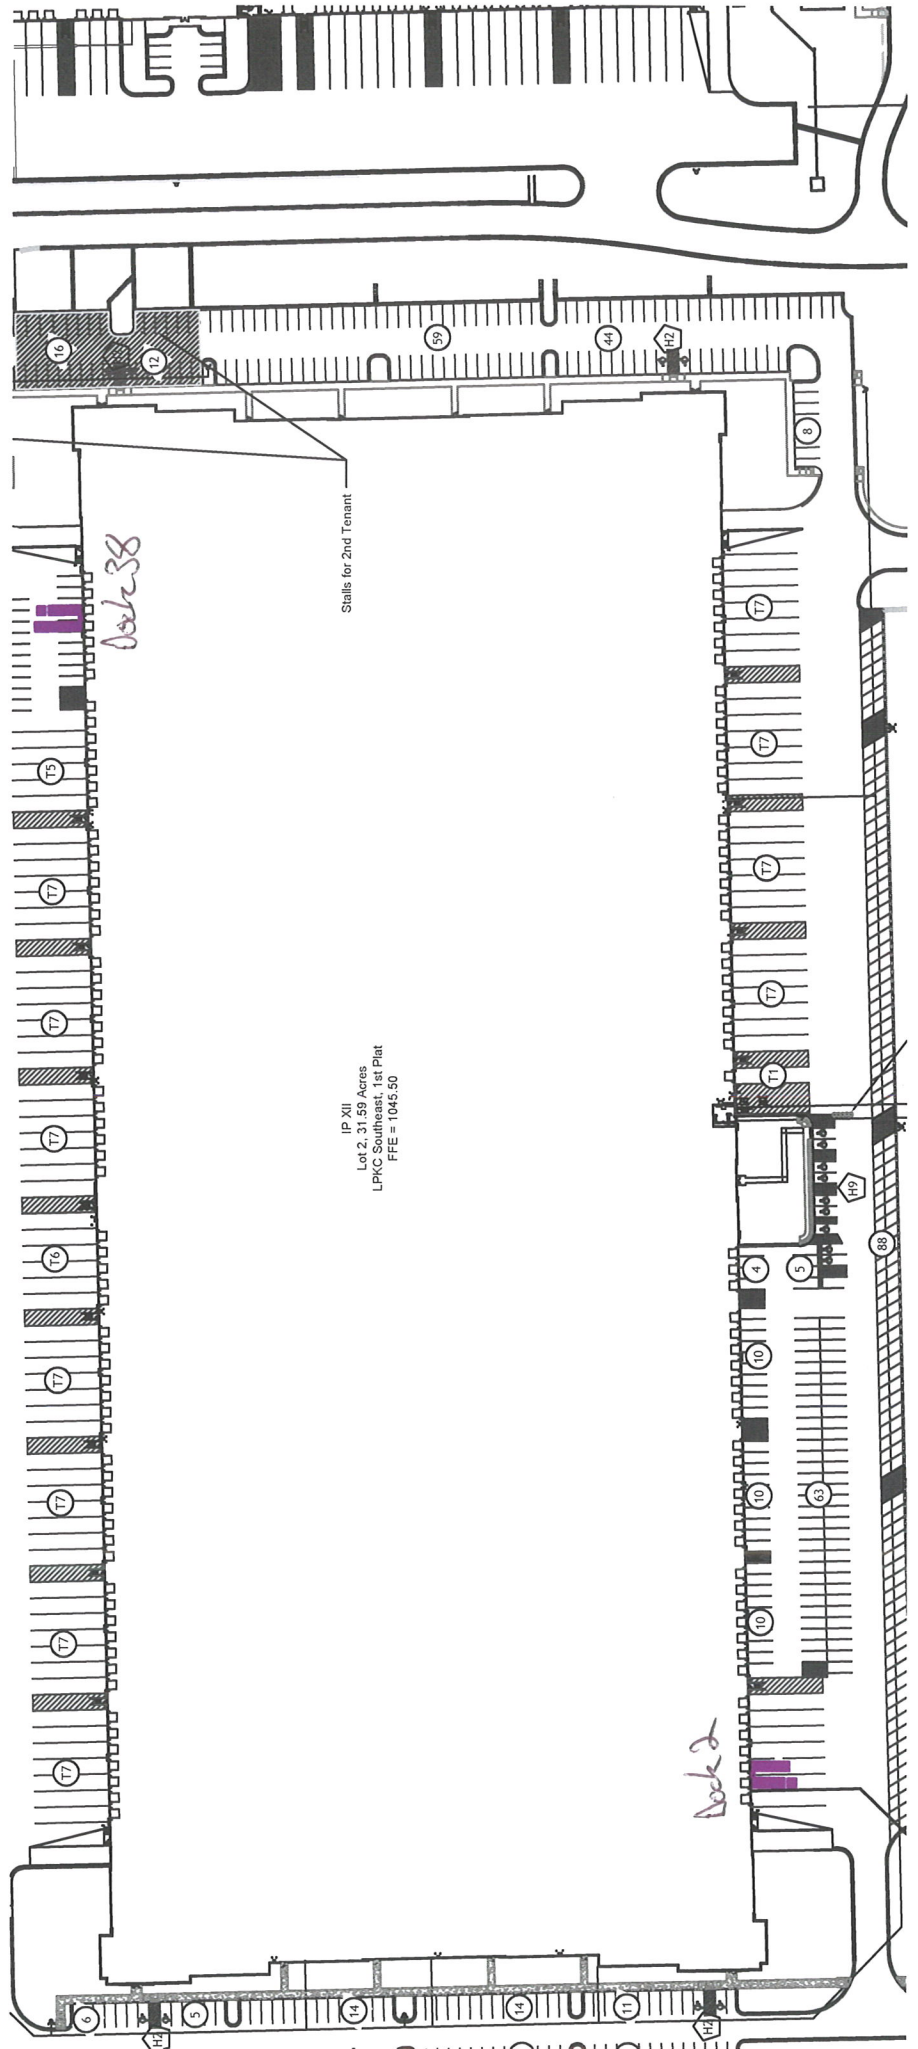 16
12
59
44
H2
8
Stalls for 2nd Tenant
Dock 38
T5
T7
T7
T7
T6
T7
T7
T7
T7
IP XII
Lot 2, 31.59 Acres
LPKC Southeast, 1st Plat
FFE = 1045.50
T7
T7
T7
T7
T1
H9
88
4
5
10
10
10
63
Dock 2
6
H2
5
14
14
11
H2